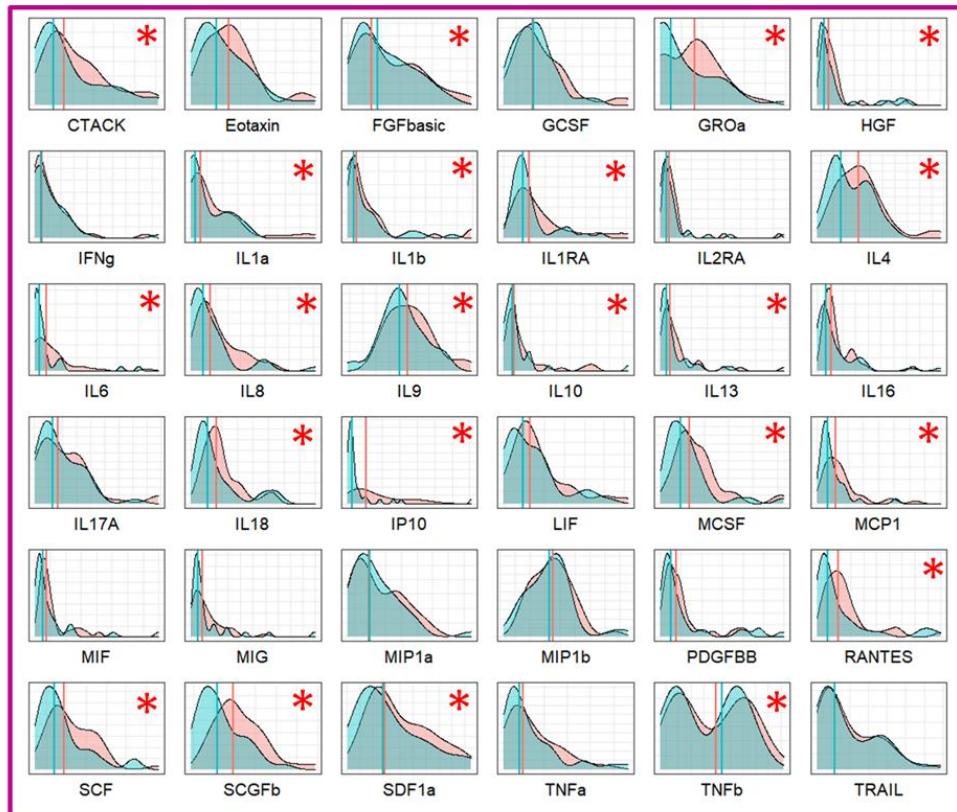 CTACK Eotaxin FGFbasic GCSF GROa HGF
IFNg IL1a IL1b IL1RA IL2RA IL4
IL6 IL8 IL9 IL10 IL13 IL16
IL17A IL18 IP10 LIF MCSF MCP1
MIF MIG MIP1a MIP1b PDGFBB RANTES
SCF SCGFb SDF1a TNFa TNFb TRAIL